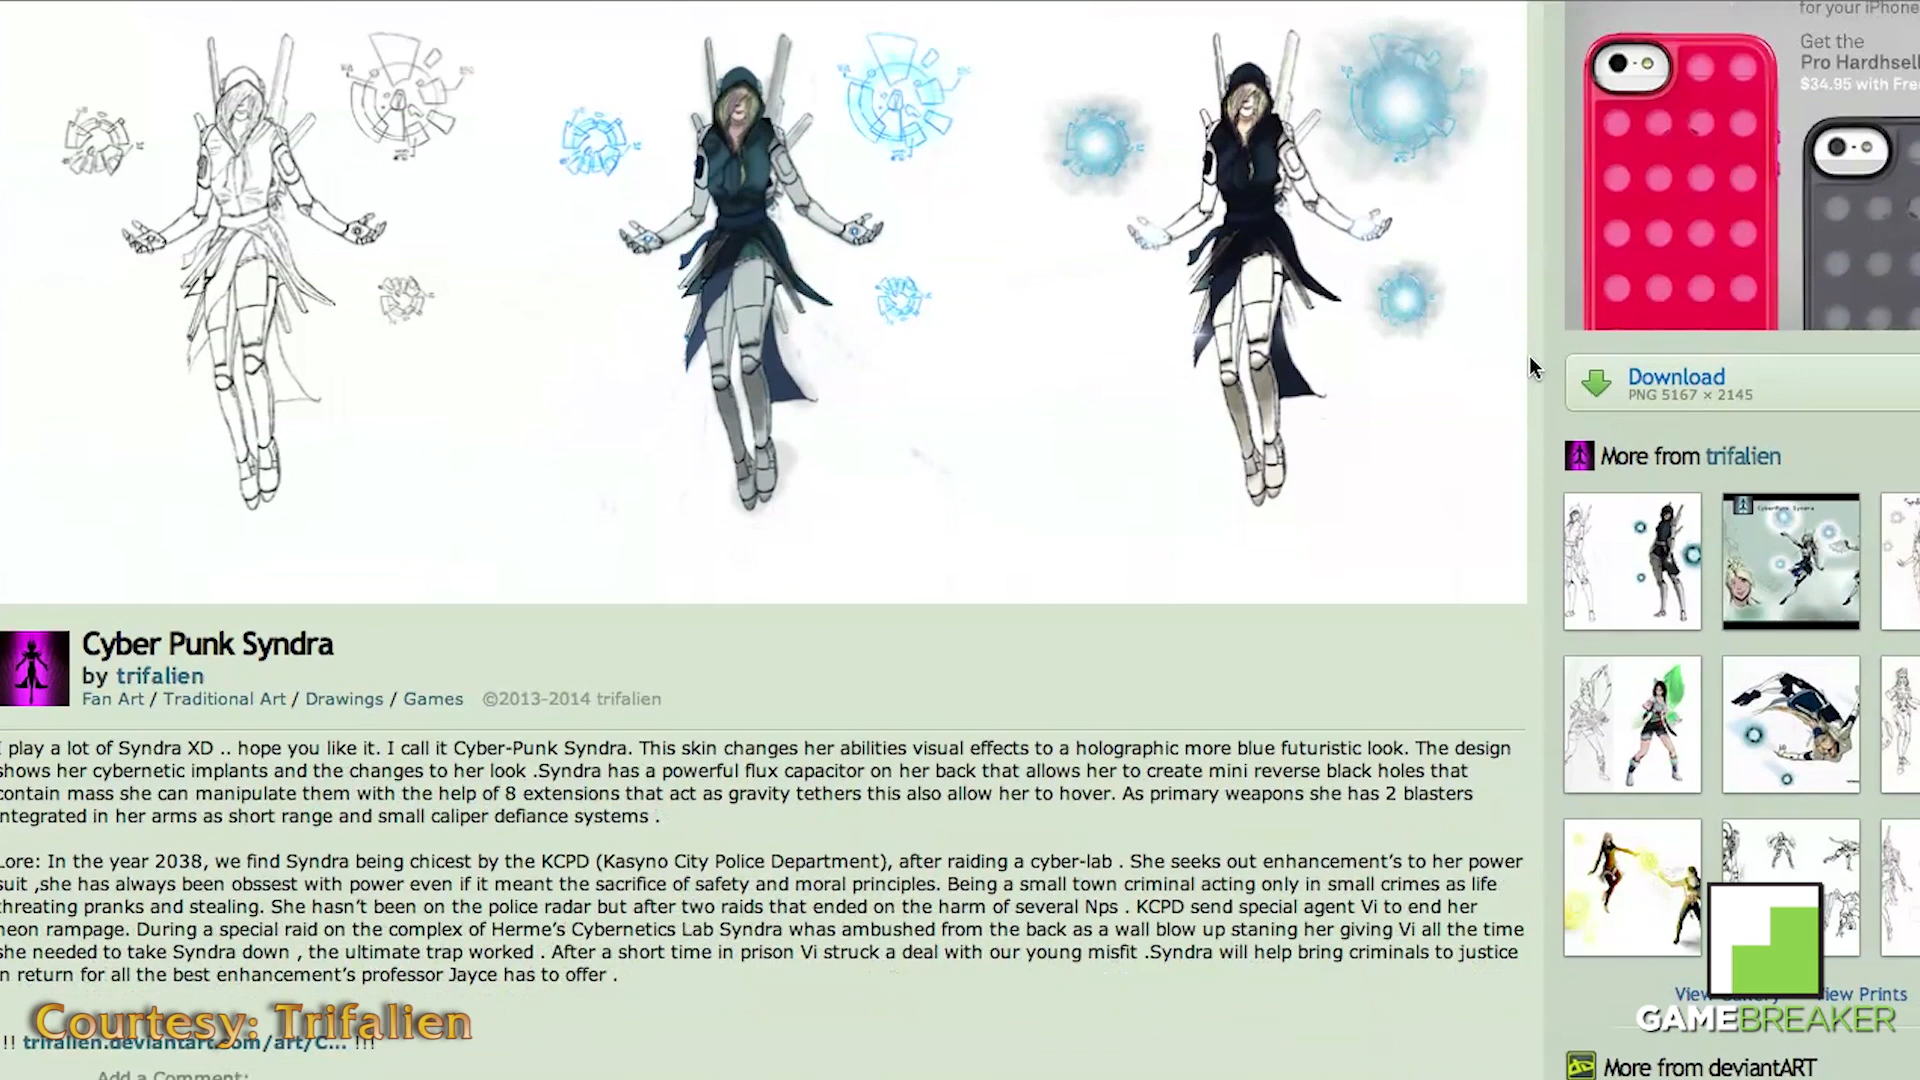 for your iPhone
Get the
Pro Hardshell
$34.95 with Free
Download
PNG 5167 × 2145
More from trifalien
Cyber Punk Syndra
by trifalien
Fan Art / Traditional Art / Drawings / Games ©2013-2014 trifalien
I play a lot of Syndra XD .. hope you like it. I call it Cyber-Punk Syndra. This skin changes her abilities visual effects to a holographic more blue futuristic look. The design
shows her cybernetic implants and the changes to her look .Syndra has a powerful flux capacitor on her back that allows her to create mini reverse black holes that
contain mass she can manipulate them with the help of 8 extensions that act as gravity tethers this also allow her to hover. As primary weapons she has 2 blasters
integrated in her arms as short range and small caliper defiance systems .
Lore: In the year 2038, we find Syndra being chicest by the KCPD (Kasyno City Police Department), after raiding a cyber-lab . She seeks out enhancement's to her power
suit ,she has always been obssest with power even if it meant the sacrifice of safety and moral principles. Being a small town criminal acting only in small crimes as life
threating pranks and stealing. She hasn't been on the police radar but after two raids that ended on the harm of several Nps . KCPD send special agent Vi to end her
neon rampage. During a special raid on the complex of Herme's Cybernetics Lab Syndra whas ambushed from the back as a wall blow up staning her giving Vi all the time
she needed to take Syndra down , the ultimate trap worked . After a short time in prison Vi struck a deal with our young misfit .Syndra will help bring criminals to justice
in return for all the best enhancement's professor Jayce has to offer .
Courtesy: Trifalien
!! trifalien.deviantart.com/art/C... !!!
Add a Comment:
View Gallery View Prints
GAMEBREAKER
More from deviantART